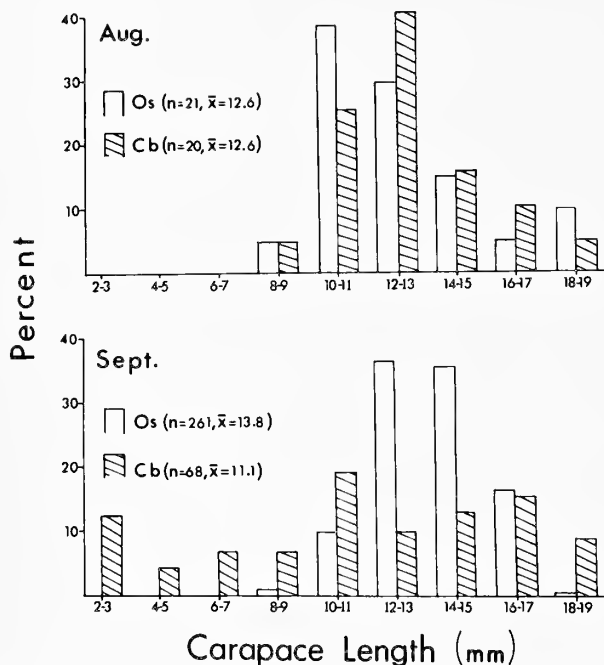 Percent
Aug.
Os (n=21, x̄=12.6)
Cb (n=20, x̄=12.6)
40
30
20
10
2-3 4-5 6-7 8-9 10-11 12-13 14-15 16-17 18-19
Sept.
Os (n=261, x̄=13.8)
Cb (n=68, x̄=11.1)
40
30
20
10
2-3 4-5 6-7 8-9 10-11 12-13 14-15 16-17 18-19
Carapace Length (mm)